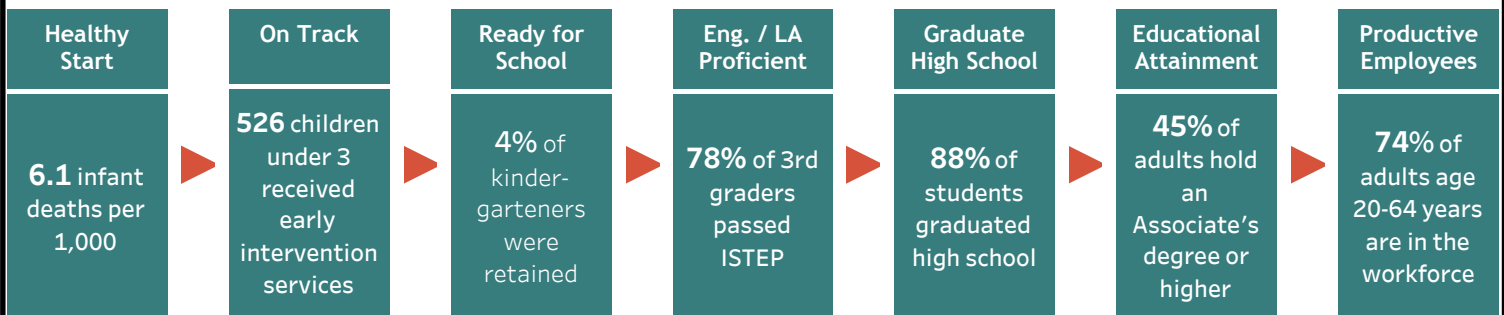 Healthy
Start
6.1 infant
deaths per
1,000
On Track
526 children
under 3
received
early
intervention
services
Ready for
School
4% of
kinder-
garteners
were
retained
Eng. / LA
Proficient
78% of 3rd
graders
passed
ISTEP
Graduate
High School
88% of
students
graduated
high school
Educational
Attainment
45% of
adults hold
an
Associate's
degree or
higher
Productive
Employees
74% of
adults age
20-64 years
are in the
workforce